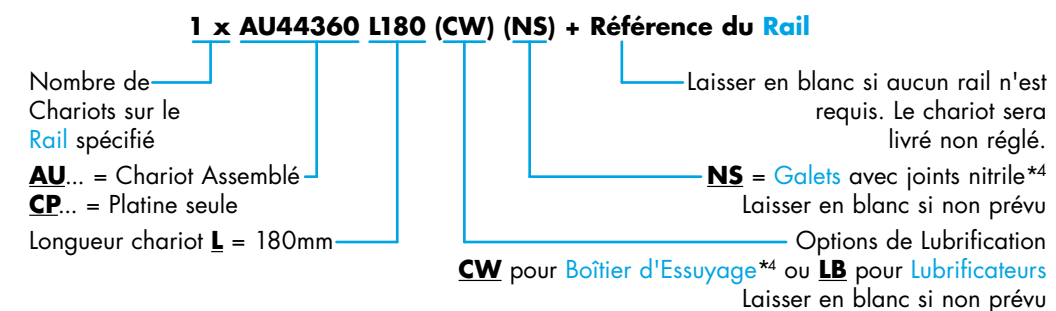 1 x AU44360 L180 (CW) (NS) + Référence du Rail
Nombre de
Chariots sur le
Rail spécifié
AU... = Chariot Assemblé
CP... = Platine seule
Longueur chariot L = 180mm
Laisser en blanc si aucun rail n'est
requis. Le chariot sera
livré non réglé.
NS = Galets avec joints nitrile*4
Laisser en blanc si non prévu
Options de Lubrification
CW pour Boîtier d'Essuyage*4 ou LB pour Lubrificateurs
Laisser en blanc si non prévu